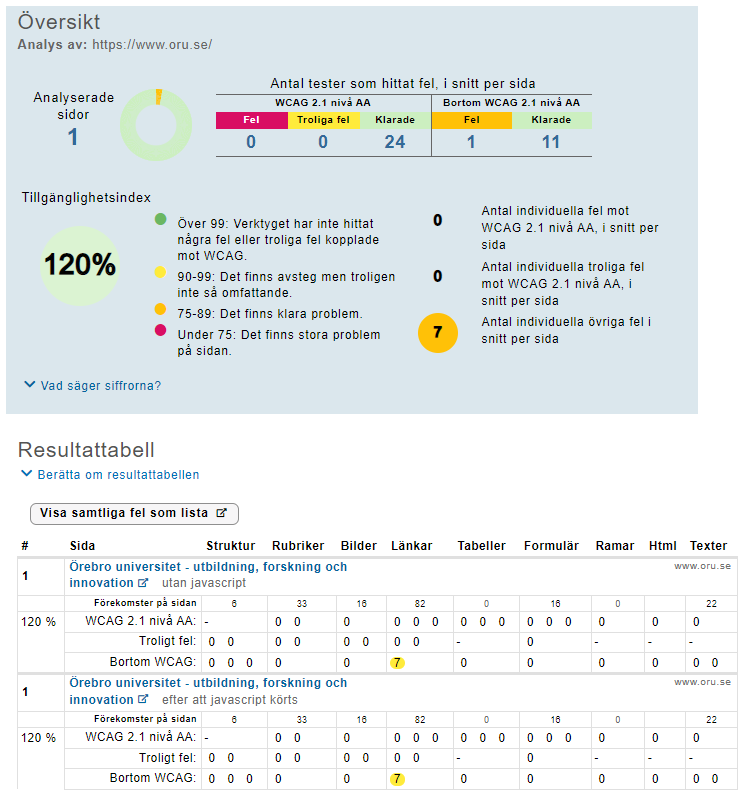 Översikt
Analys av: https://www.oru.se/
Analyserade
sidor
1
Antal tester som hittat fel, i snitt per sida
WCAG 2.1 nivå AA Bortom WCAG 2.1 nivå AA
Fel Troliga fel Klarade Fel Klarade
0 0 24 1 11
Tillgänglighetsindex
120%
Över 99: Verktyget har inte hittat
några fel eller troliga fel kopplade
mot WCAG.
90-99: Det finns avsteg men troligen
inte så omfattande.
75-89: Det finns klara problem.
Under 75: Det finns stora problem
på sidan.
0 Antal individuella fel mot
WCAG 2.1 nivå AA, i snitt per
sida
0 Antal individuella troliga fel
mot WCAG 2.1 nivå AA, i
snitt per sida
7 Antal individuella övriga fel i
snitt per sida
Vad säger siffrorna?
Resultattabell
Berätta om resultattabellen
Visa samtliga fel som lista
# Sida Struktur Rubriker Bilder Länkar Tabeller Formulär Ramar Html Texter
1 Örebro universitet - utbildning, forskning och www.oru.se
innovation utan javascript
Förekomster på sidan 6 33 16 82 0 16 0 22
120 % WCAG 2.1 nivå AA: - 0 0 0 0 0 0 0 0 0 0 0 0 0 0 0
Troligt fel: 0 0 0 0 0 0 0 0 - 0 - - -
Bortom WCAG: 0 0 0 0 0 7 0 0 0 0 0 0
1 Örebro universitet - utbildning, forskning och www.oru.se
innovation efter att javascript körts
Förekomster på sidan 6 33 16 82 0 16 0 22
120 % WCAG 2.1 nivå AA: - 0 0 0 0 0 0 0 0 0 0 0 0 0 0 0
Troligt fel: 0 0 0 0 0 0 0 0 - 0 - - -
Bortom WCAG: 0 0 0 0 0 7 0 0 0 0 0 0